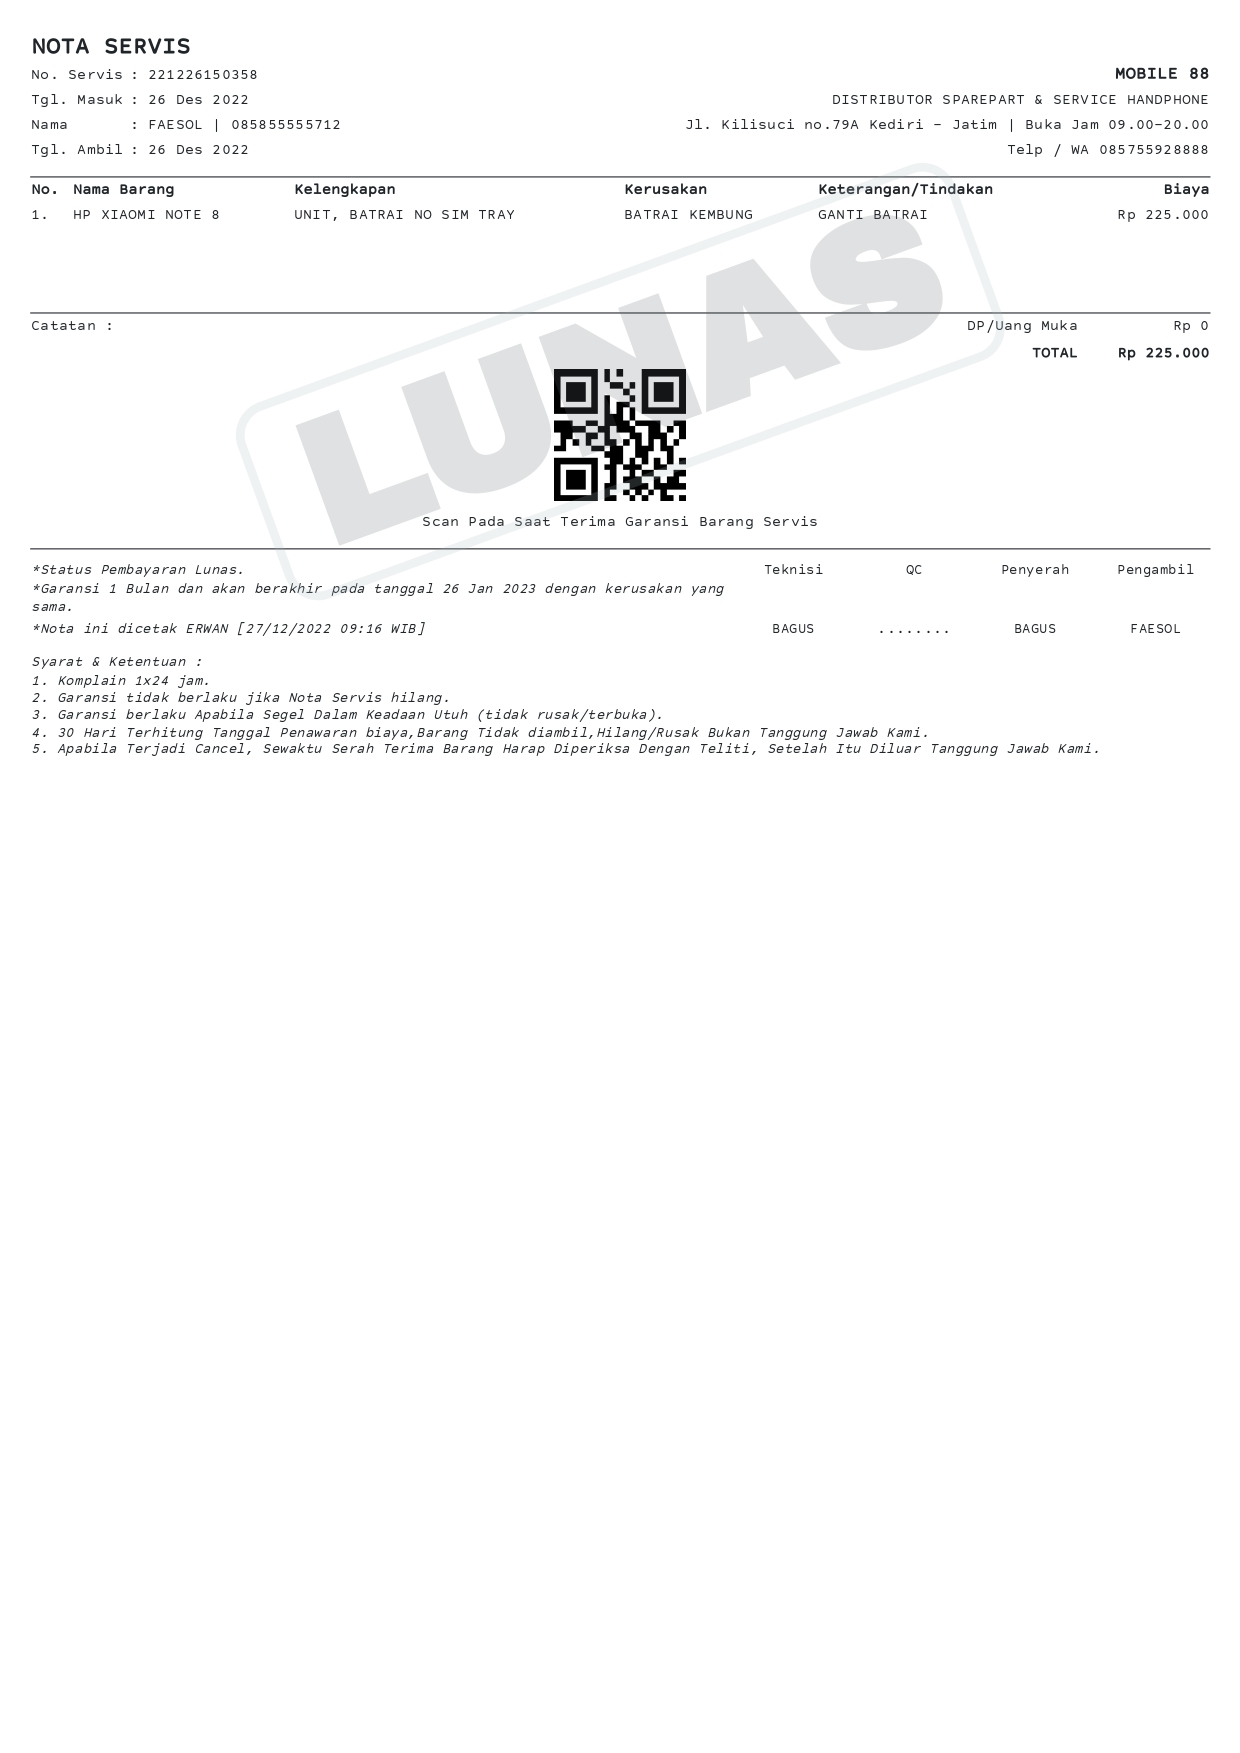 NOTA SERVIS
No. Servis : 221226150358
MOBILE 88
Tgl. Masuk : 26 Des 2022
DISTRIBUTOR SPAREPART & SERVICE HANDPHONE
Nama : FAESOL | 085855555712
Jl. Kilisuci no.79A Kediri - Jatim | Buka Jam 09.00-20.00
Tgl. Ambil : 26 Des 2022
Telp / WA 085755928888
No. Nama Barang Kelengkapan Kerusakan Keterangan/Tindakan Biaya
1. HP XIAOMI NOTE 8 UNIT, BATRAI NO SIM TRAY BATRAI KEMBUNG GANTI BATRAI Rp 225.000
LUNAS
Catatan : DP/Uang Muka Rp 0
TOTAL Rp 225.000
Scan Pada Saat Terima Garansi Barang Servis
*Status Pembayaran Lunas.
*Garansi 1 Bulan dan akan berakhir pada tanggal 26 Jan 2023 dengan kerusakan yang
sama.
*Nota ini dicetak ERWAN [27/12/2022 09:16 WIB]
Teknisi QC Penyerah Pengambil
BAGUS ........ BAGUS FAESOL
Syarat & Ketentuan :
1. Komplain 1x24 jam.
2. Garansi tidak berlaku jika Nota Servis hilang.
3. Garansi berlaku Apabila Segel Dalam Keadaan Utuh (tidak rusak/terbuka).
4. 30 Hari Terhitung Tanggal Penawaran biaya,Barang Tidak diambil,Hilang/Rusak Bukan Tanggung Jawab Kami.
5. Apabila Terjadi Cancel, Sewaktu Serah Terima Barang Harap Diperiksa Dengan Teliti, Setelah Itu Diluar Tanggung Jawab Kami.